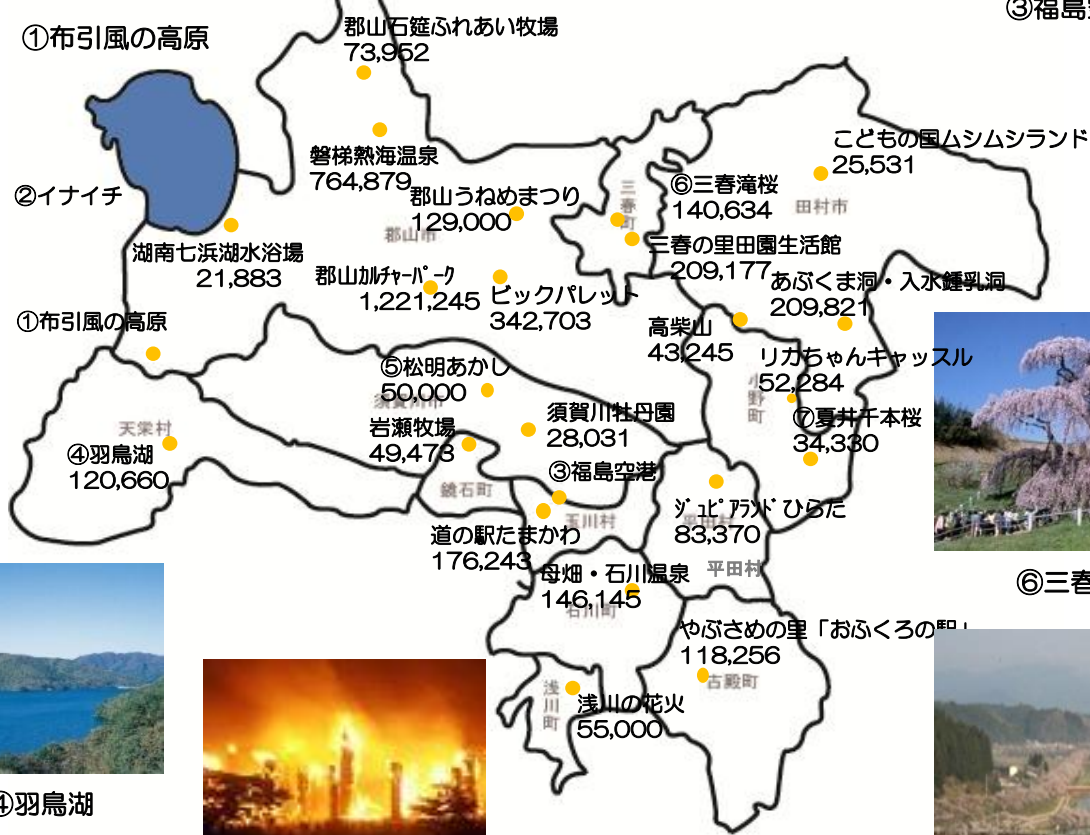 ①布引風の高原
③福島
郡山石筵ふれあい牧場
73,952
磐梯熱海温泉
764,879
こどもの国ムシムシランド
25,531
②イナイチ
郡山うねめまつり
129,000
郡山市
三春町
⑥三春滝桜
140,634
田村市
湖南七浜湖水浴場
21,883
三春の里田園生活館
209,177
郡山ｶﾙﾁｬｰﾊﾟｰｸ
1,221,245
ビックパレット
342,703
あぶくま洞・入水鍾乳洞
209,821
①布引風の高原
高柴山
43,245
リカちゃんキャッスル
52,284
小野町
⑤松明あかし
50,000
須賀川市
⑦夏井千本桜
34,330
天栄村
④羽鳥湖
120,660
岩瀬牧場
49,473
須賀川牡丹園
28,031
③福島空港
鏡石町
玉川村
道の駅たまかわ
176,243
ｼﾞｭﾋﾟｱﾗﾝﾄﾞひらた
83,370
平田村
平田村
母畑・石川温泉
146,145
石川町
⑥三春
やぶさめの里「おふくろの駅」
118,256
古殿町
浅川町
浅川の花火
55,000
④羽鳥湖